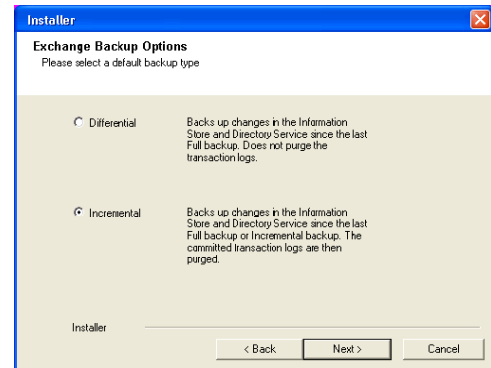 Installer
Exchange Backup Options
Please select a default backup type
Differential
Backs up changes in the Information
Store and Directory Service since the last
Full backup. Does not purge the
transaction logs.
Incremental
Backs up changes in the Information
Store and Directory Service since the last
Full backup or Incremental backup. The
committed transaction logs are then
purged.
Installer
< Back
Next >
Cancel